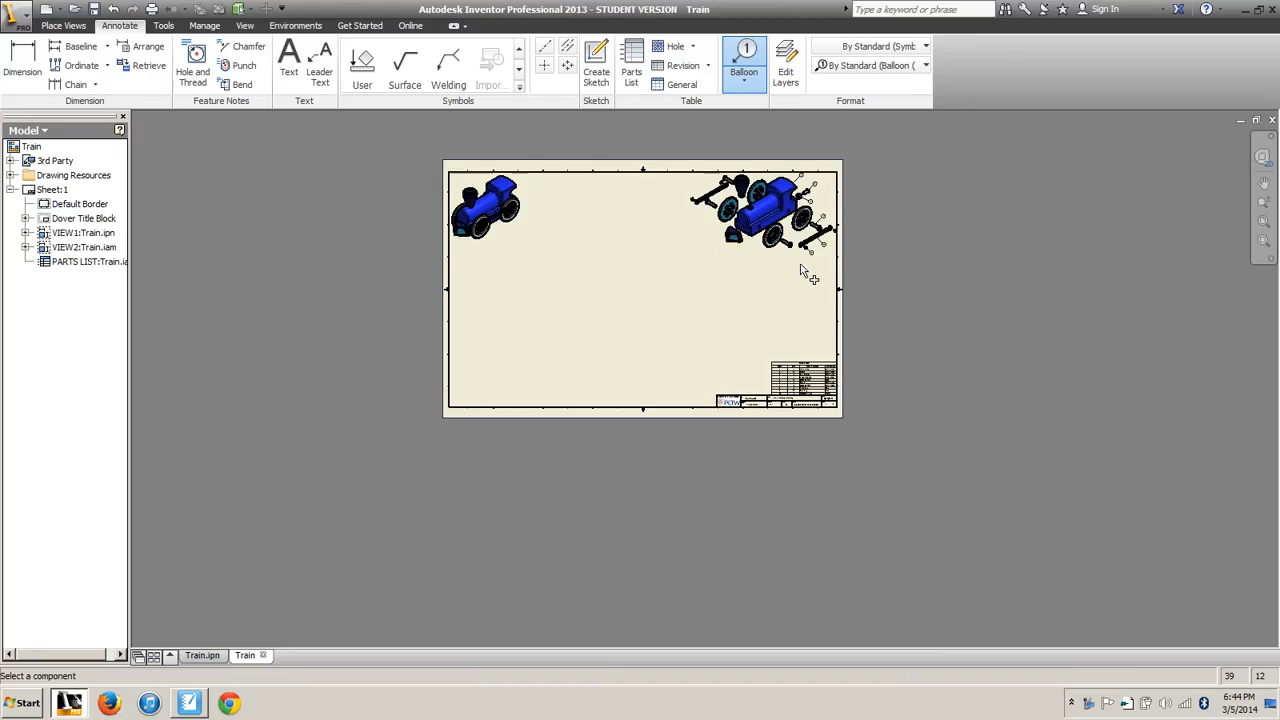 PRO
Autodesk Inventor Professional 2013 - STUDENT VERSION Train
Type a keyword or phrase
Sign In
Place Views
Annotate
Tools
Manage
View
Environments
Get Started
Online
Dimension
Baseline
Ordinate
Chain
Arrange
Retrieve
Dimension
Hole and
Thread
Chamfer
Punch
Bend
Feature Notes
Text
Leader
Text
Text
User
Surface
Welding
Impor...
Symbols
Create
Sketch
Sketch
Parts
List
Hole
Revision
General
Table
1
Balloon
Edit
Layers
By Standard (Symb
By Standard (Balloon (
Format
Model
Train
3rd Party
Drawing Resources
Sheet:1
Default Border
Dover Title Block
VIEW1:Train.ipn
VIEW2:Train.iam
PARTS LIST:Train.ia
PLTW
Train.ipn
Train
Select a component
39
12
Start
6:44 PM
3/5/2014